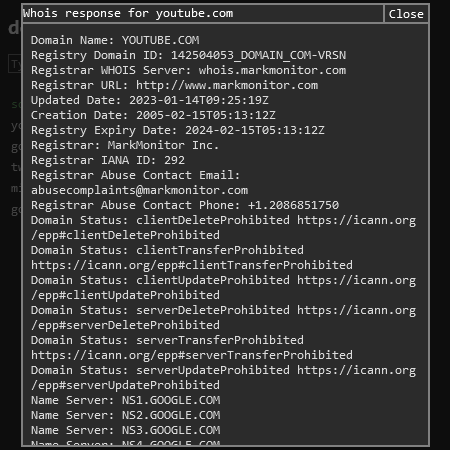 Whois response for youtube.com
Close
Domain Name: YOUTUBE.COM
Registry Domain ID: 142504053_DOMAIN_COM-VRSN
Registrar WHOIS Server: whois.markmonitor.com
Registrar URL: http://www.markmonitor.com
Updated Date: 2023-01-14T09:25:19Z
Creation Date: 2005-02-15T05:13:12Z
Registry Expiry Date: 2024-02-15T05:13:12Z
Registrar: MarkMonitor Inc.
Registrar IANA ID: 292
Registrar Abuse Contact Email:
abusecomplaints@markmonitor.com
Registrar Abuse Contact Phone: +1.2086851750
Domain Status: clientDeleteProhibited https://icann.org
/epp#clientDeleteProhibited
Domain Status: clientTransferProhibited
https://icann.org/epp#clientTransferProhibited
Domain Status: clientUpdateProhibited https://icann.org
/epp#clientUpdateProhibited
Domain Status: serverDeleteProhibited https://icann.org
/epp#serverDeleteProhibited
Domain Status: serverTransferProhibited
https://icann.org/epp#serverTransferProhibited
Domain Status: serverUpdateProhibited https://icann.org
/epp#serverUpdateProhibited
Name Server: NS1.GOOGLE.COM
Name Server: NS2.GOOGLE.COM
Name Server: NS3.GOOGLE.COM
Name Server: NS4.GOOGLE.COM